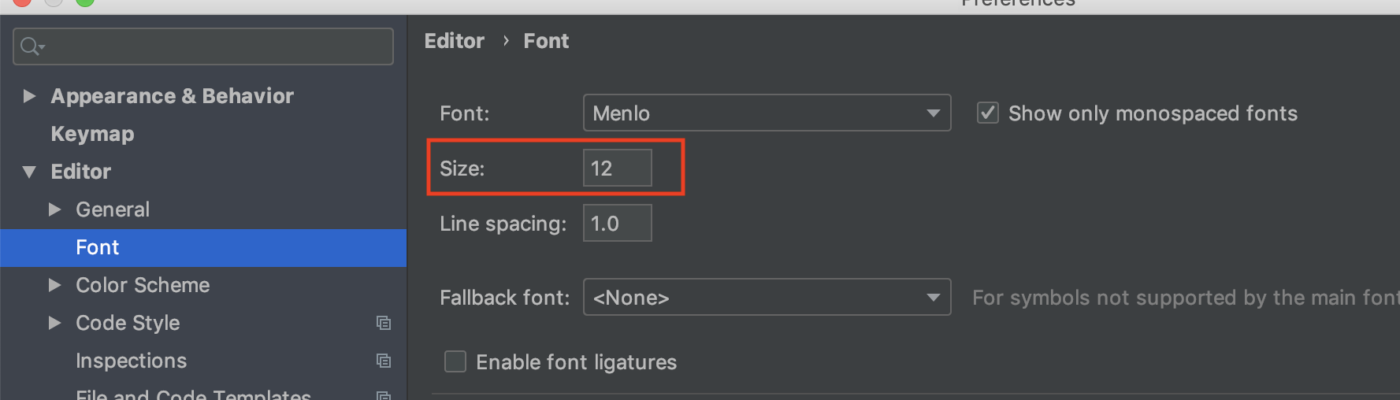 Preferences
Appearance & Behavior
Keymap
Editor
General
Font
Color Scheme
Code Style
Inspections
File and Code Templates
Editor › Font
Font: Menlo Show only monospaced fonts
Size: 12
Line spacing: 1.0
Fallback font: <None> For symbols not supported by the main font
Enable font ligatures